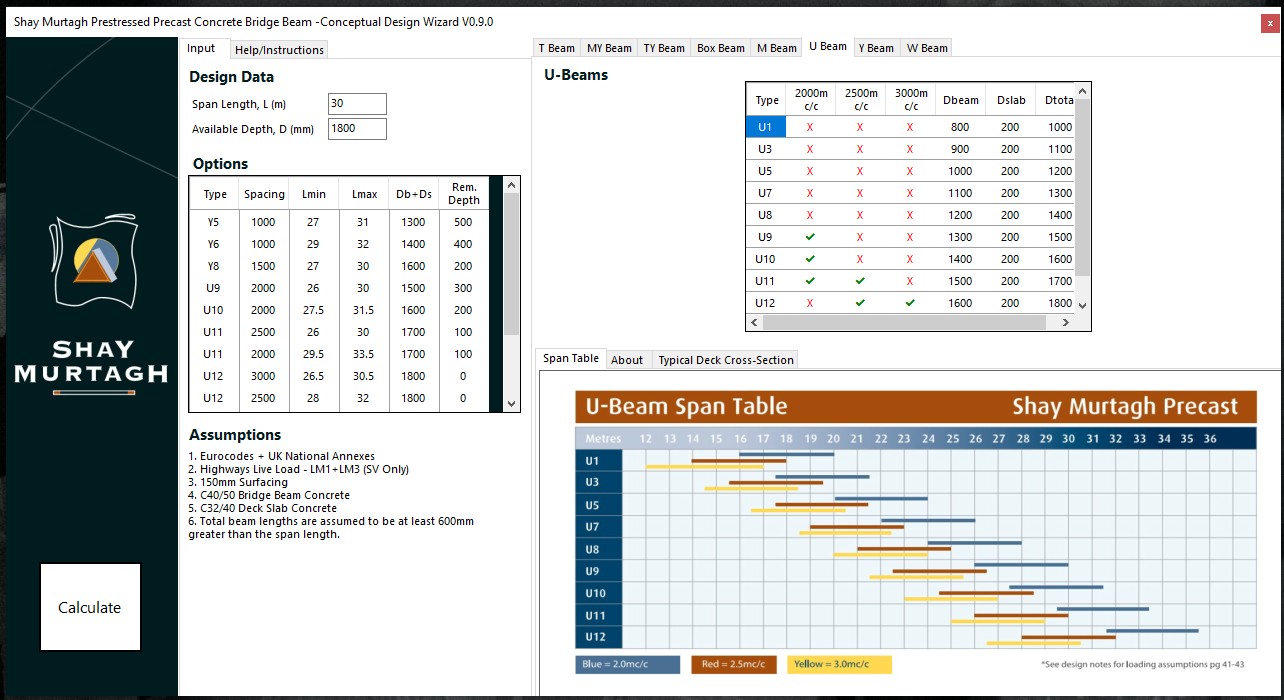 Shay Murtagh Prestressed Precast Concrete Bridge Beam -Conceptual Design Wizard V0.9.0
x
SHAY
MURTAGH
Calculate
Input Help/Instructions
Design Data
Span Length, L (m) 30
Available Depth, D (mm) 1800
Options
Type Spacing Lmin Lmax Db+Ds Rem. Depth
Y5 1000 27 31 1300 500
Y6 1000 29 32 1400 400
Y8 1500 27 30 1600 200
U9 2000 26 30 1500 300
U10 2000 27.5 31.5 1600 200
U11 2500 26 30 1700 100
U11 2000 29.5 33.5 1700 100
U12 3000 26.5 30.5 1800 0
U12 2500 28 32 1800 0
Assumptions
1. Eurocodes + UK National Annexes
2. Highways Live Load - LM1+LM3 (SV Only)
3. 150mm Surfacing
4. C40/50 Bridge Beam Concrete
5. C32/40 Deck Slab Concrete
6. Total beam lengths are assumed to be at least 600mm
greater than the span length.
T Beam MY Beam TY Beam Box Beam M Beam U Beam Y Beam W Beam
U-Beams
Type 2000m c/c 2500m c/c 3000m c/c Dbeam Dslab Dtota
U1 X X X 800 200 1000
U3 X X X 900 200 1100
U5 X X X 1000 200 1200
U7 X X X 1100 200 1300
U8 X X X 1200 200 1400
U9 ✓ X X 1300 200 1500
U10 ✓ X X 1400 200 1600
U11 ✓ ✓ X 1500 200 1700
U12 X ✓ ✓ 1600 200 1800
Span Table About Typical Deck Cross-Section
U-Beam Span Table Shay Murtagh Precast
Metres 12 13 14 15 16 17 18 19 20 21 22 23 24 25 26 27 28 29 30 31 32 33 34 35 36
U1
U3
U5
U7
U8
U9
U10
U11
U12
Blue = 2.0mc/c Red = 2.5mc/c Yellow = 3.0mc/c *See design notes for loading assumptions pg 41-43